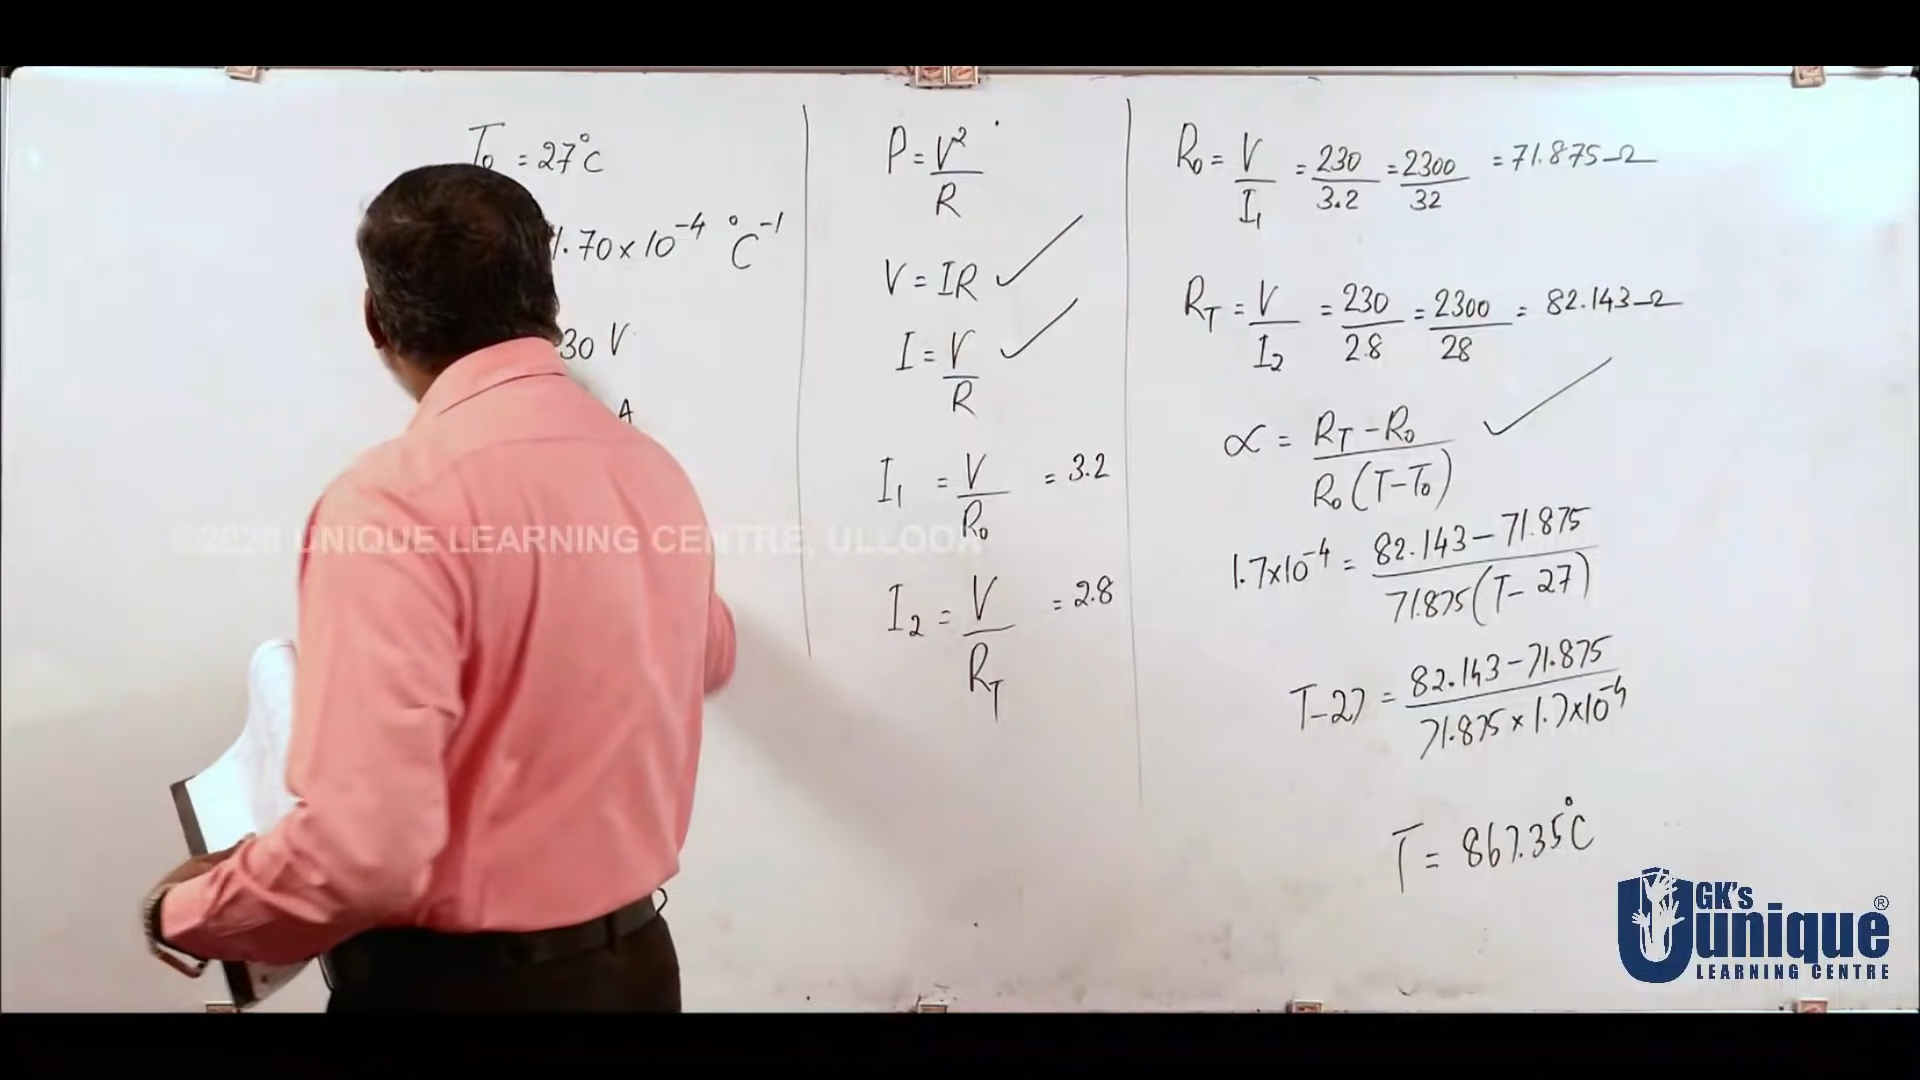 T₀ = 27°C
1.70 × 10⁻⁴ °C⁻¹
30 V
A
P = V²/R
V = IR ✓
I = V/R ✓
I₁ = V/R₀ = 3.2
I₂ = V/R_T = 2.8
R₀ = V/I₁ = 230/3.2 = 2300/32 = 71.875 Ω
R_T = V/I₂ = 230/2.8 = 2300/28 = 82.143 Ω
∝ = R_T − R₀ / R₀(T − T₀) ✓
1.7×10⁻⁴ = 82.143 − 71.875 / 71.875(T − 27)
T − 27 = 82.143 − 71.875 / 71.875 × 1.7×10⁻⁴
T = 867.35°C
©2020 UNIQUE LEARNING CENTRE, ULLOOR
GK's
unique®
LEARNING CENTRE